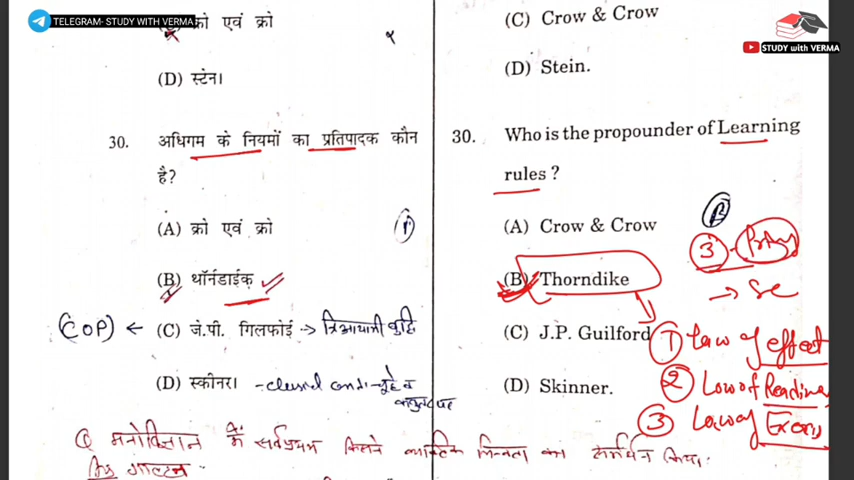 TELEGRAM- STUDY WITH VERMA
क्रो एवं क्रो
(D) स्टेन।
30. अधिगम के नियमों का प्रतिपादक कौन
है?
(A) क्रो एवं क्रो
(B) थॉर्नडाईक
(COP) ← (C) जे.पी. गिलफोर्ड → त्रिआयामी बुद्धि
(D) स्कीनर।
(C) Crow & Crow
(D) Stein.
STUDY with VERMA
30. Who is the propounder of Learning
rules ?
(A) Crow & Crow
(B) Thorndike
(C) J.P. Guilford
(D) Skinner.
B
3
→ Se
1 Law of effect
2 Law of Readiness
3 Law of
Q मनोविज्ञान में सर्वप्रथम किसने व्यक्तिक भिन्नता का समर्थन किया।
गाल्टन